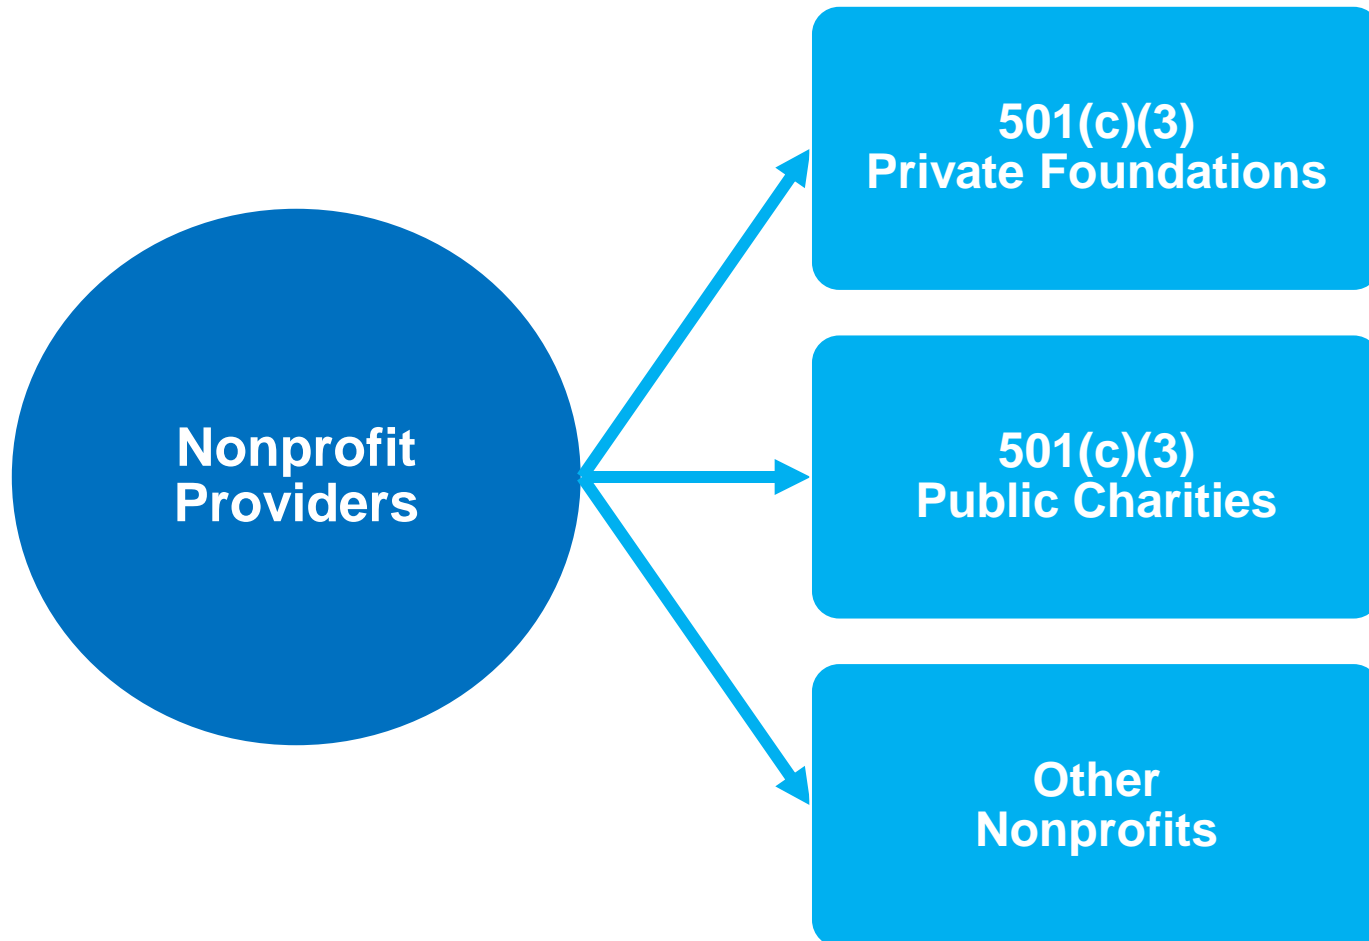 Nonprofit
Providers
501(c)(3)
Private Foundations
501(c)(3)
Public Charities
Other
Nonprofits